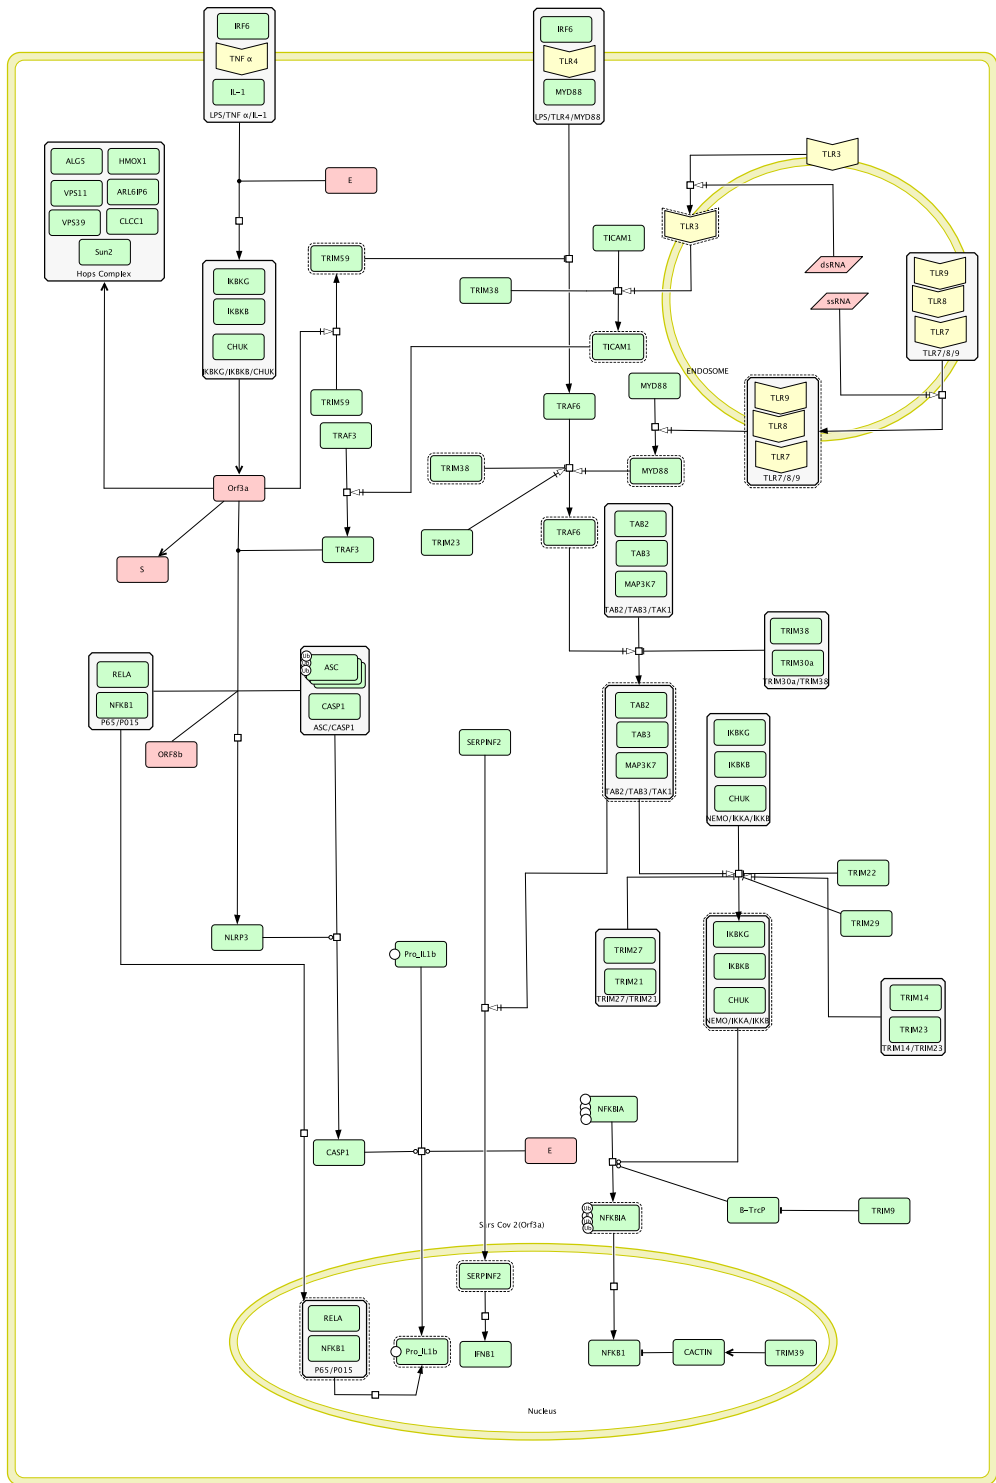 IRF6
TNF α
IL-1
LPS/TNF α/IL-1
IRF6
TLR4
MYD88
LPS/TLR4/MYD88
ALG5
HMOX1
VPS11
ARL6IP6
VPS39
CLCC1
Sun2
Hops Complex
E
TLR3
TLR3
TICAM1
dsRNA
ssRNA
TLR9
TLR8
TLR7
TLR7/8/9
TRIM59
TRIM38
IKBKG
IKBKB
CHUK
IKBKG/IKBKB/CHUK
TICAM1
ENDOSOME
MYD88
TLR9
TLR8
TLR7
TLR7/8/9
TRIM59
TRAF3
TRAF6
TRIM38
MYD88
Orf3a
TRAF3
TRIM23
TRAF6
S
TAB2
TAB3
MAP3K7
TAB2/TAB3/TAK1
TRIM38
TRIM30a
TRIM30a/TRIM38
RELA
NFKB1
P65/P015
Ub
Ub
ASC
CASP1
ASC/CASP1
ORF8b
SERPINF2
TAB2
TAB3
MAP3K7
TAB2/TAB3/TAK1
IKBKG
IKBKB
CHUK
NEMO/IKKA/IKKB
TRIM22
TRIM29
NLRP3
Pro_IL1b
TRIM27
TRIM21
TRIM27/TRIM21
IKBKG
IKBKB
CHUK
NEMO/IKKA/IKKB
TRIM14
TRIM23
TRIM14/TRIM23
NFKBIA
CASP1
E
Ub
Ub
Ub
NFKBIA
B-TrcP
TRIM9
Sars Cov 2(Orf3a)
SERPINF2
RELA
NFKB1
P65/P015
Pro_IL1b
IFNB1
NFKB1
CACTIN
TRIM39
Nucleus